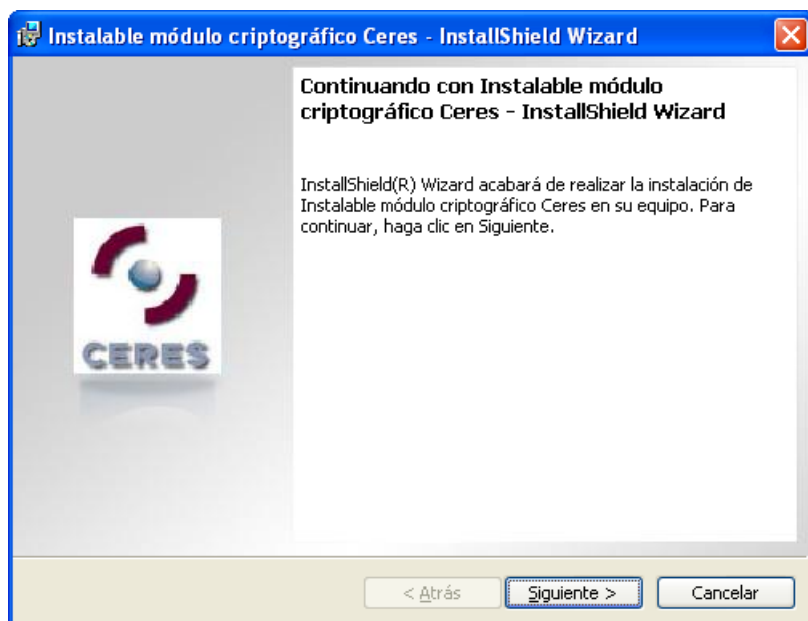 Instalable módulo criptográfico Ceres - InstallShield Wizard
Continuando con Instalable módulo
criptográfico Ceres - InstallShield Wizard
InstallShield(R) Wizard acabará de realizar la instalación de
Instalable módulo criptográfico Ceres en su equipo. Para
continuar, haga clic en Siguiente.
CERES
< Atrás
Siguiente >
Cancelar